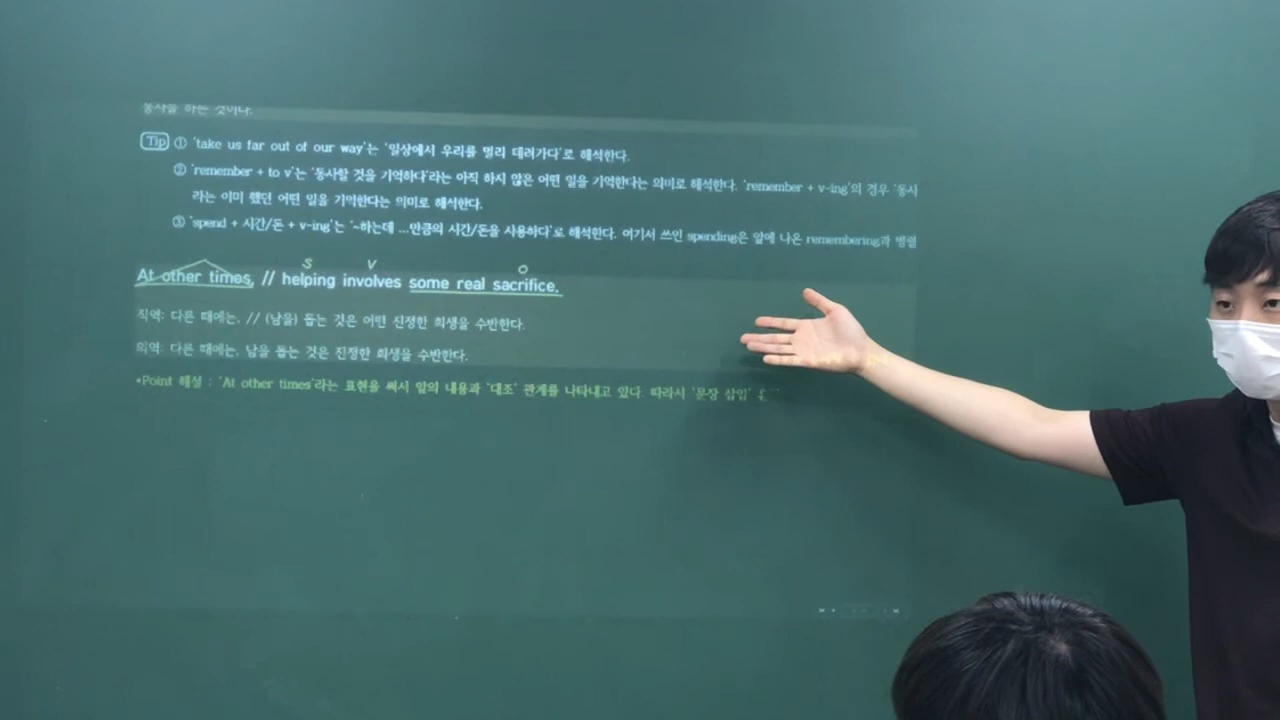 동사를 하는 것이다.
Tip ① 'take us far out of our way'는 '일상에서 우리를 멀리 데려가다'로 해석한다.
② 'remember + to v'는 '동사할 것을 기억하다'라는 아직 하지 않은 어떤 일을 기억한다는 의미로 해석한다. 'remember + v-ing'의 경우 '동사
라는 이미 했던 어떤 일을 기억한다는 의미로 해석한다.
③ 'spend + 시간/돈 + v-ing'는 '~하는데 …만큼의 시간/돈을 사용하다'로 해석한다. 여기서 쓰인 spending은 앞에 나온 remembering과 병렬
S V O
At other times, // helping involves some real sacrifice.
직역: 다른 때에는, // (남을) 돕는 것은 어떤 진정한 희생을 수반한다.
의역: 다른 때에는, 남을 돕는 것은 진정한 희생을 수반한다.
*Point 해설 : 'At other times'라는 표현을 써서 앞의 내용과 '대조' 관계를 나타내고 있다. 따라서 '문장 삽입'